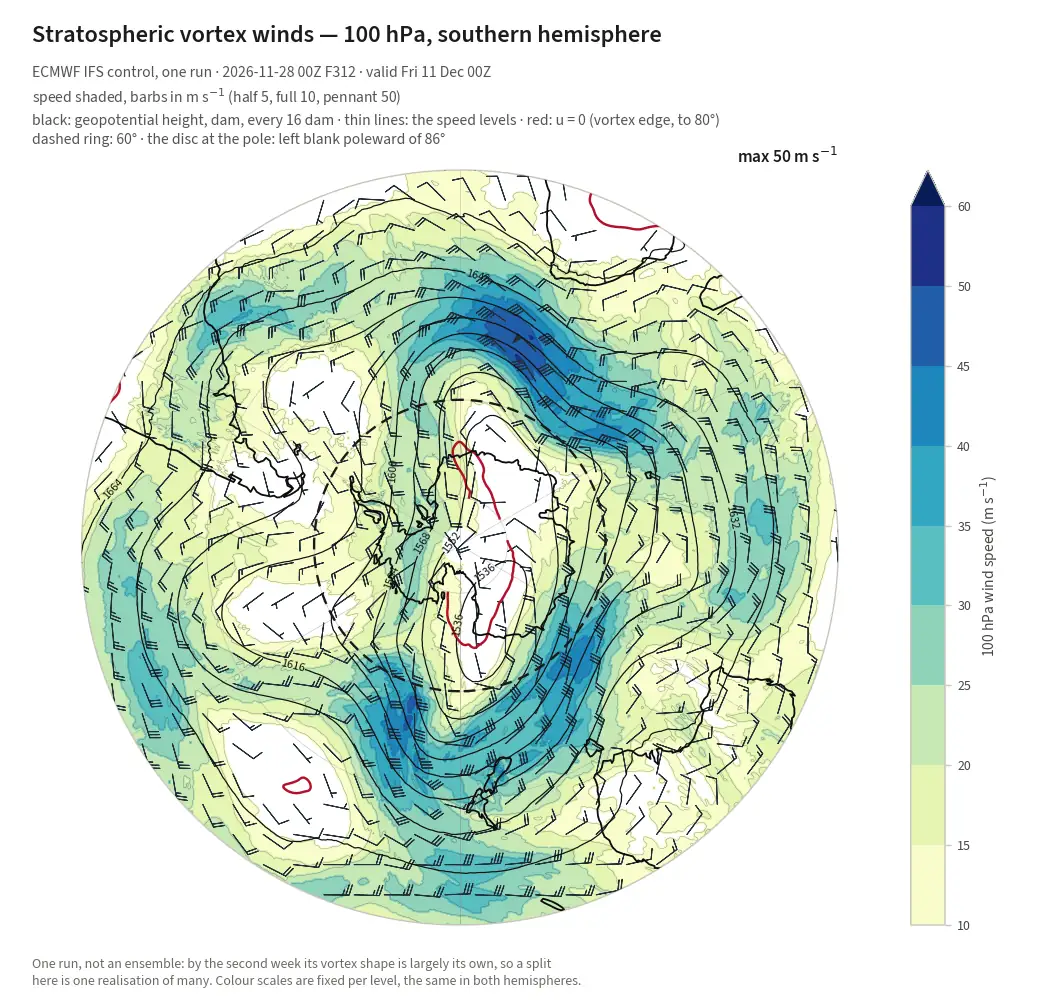 Stratospheric vortex winds — 100 hPa, southern hemisphere
ECMWF IFS control, one run · 2026-11-28 00Z F312 · valid Fri 11 Dec 00Z
speed shaded, barbs in m s⁻¹ (half 5, full 10, pennant 50)
black: geopotential height, dam, every 16 dam · thin lines: the speed levels · red: u = 0 (vortex edge, to 80°)
dashed ring: 60° · the disc at the pole: left blank poleward of 86°
max 50 m s⁻¹
60
50
45
40
35
30
25
20
15
10
100 hPa wind speed (m s⁻¹)
1664
1600
1568
1552
1536
1536
1632
1616
One run, not an ensemble: by the second week its vortex shape is largely its own, so a split
here is one realisation of many. Colour scales are fixed per level, the same in both hemispheres.